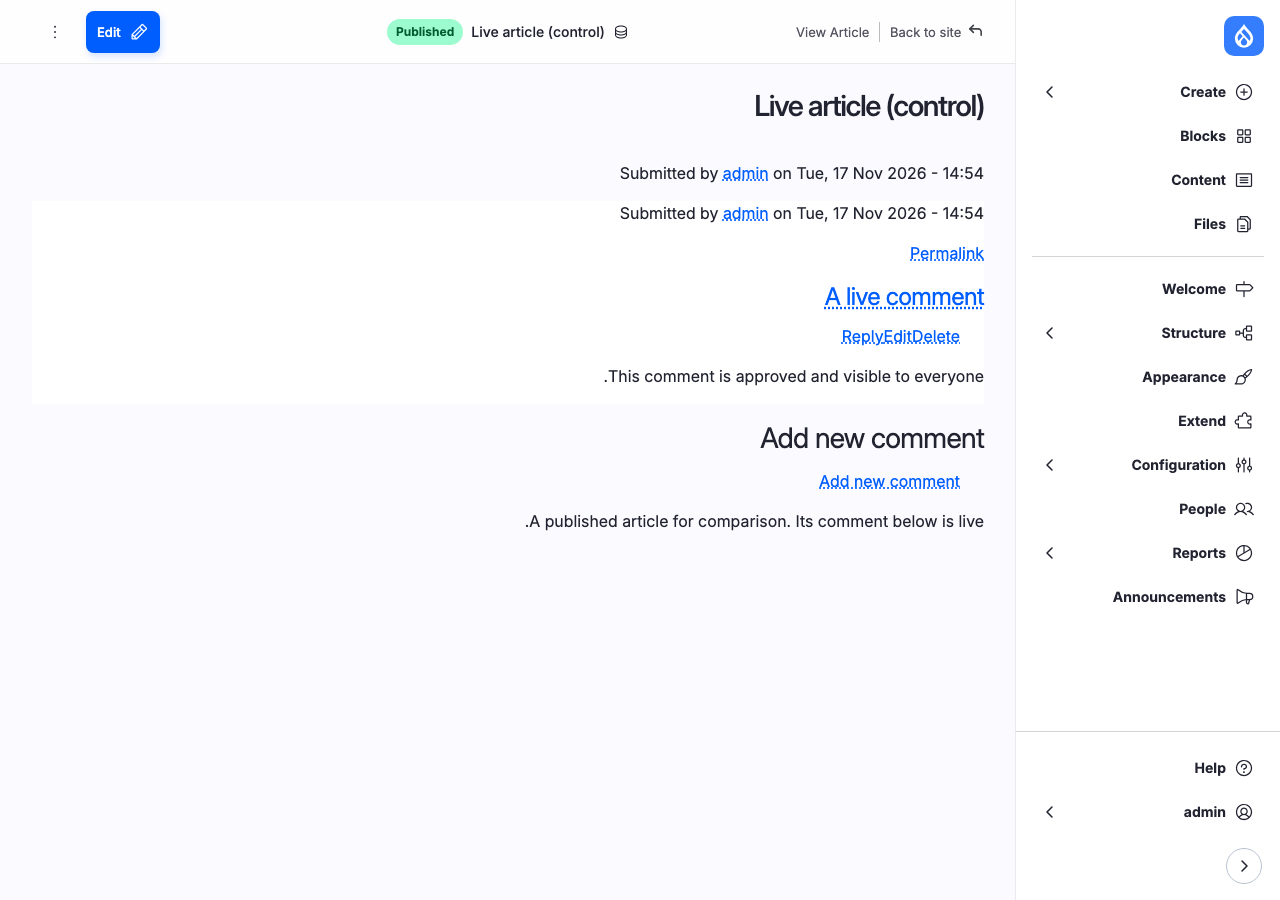 Back to site
View Article
Live article (control)
Published
Edit
Live article (control)
Submitted by admin on Tue, 17 Nov 2026 - 14:54
Submitted by admin on Tue, 17 Nov 2026 - 14:54
Permalink
A live comment
ReplyEditDelete
.This comment is approved and visible to everyone
Add new comment
Add new comment
.A published article for comparison. Its comment below is live
Create
Blocks
Content
Files
Welcome
Structure
Appearance
Extend
Configuration
People
Reports
Announcements
Help
admin